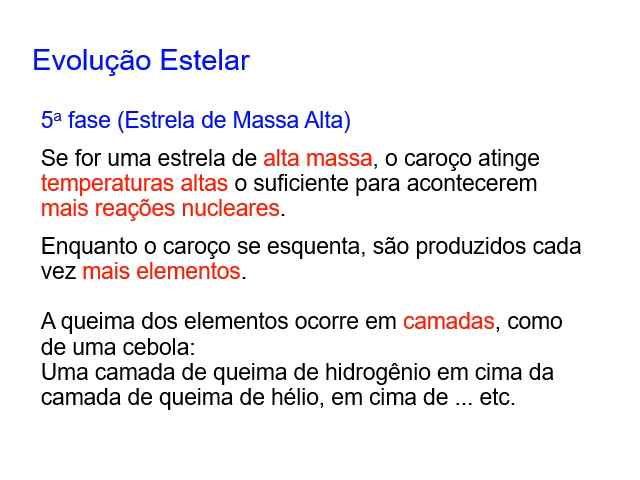 Evolução Estelar
5ª fase (Estrela de Massa Alta)
Se for uma estrela de alta massa, o caroço atinge
temperaturas altas o suficiente para acontecerem
mais reações nucleares.
Enquanto o caroço se esquenta, são produzidos cada
vez mais elementos.
A queima dos elementos ocorre em camadas, como
de uma cebola:
Uma camada de queima de hidrogênio em cima da
camada de queima de hélio, em cima de ... etc.